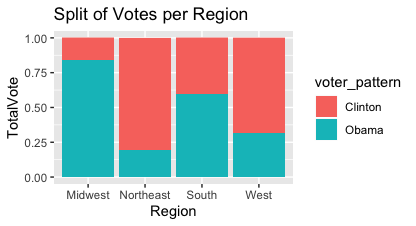 Split of Votes per Region
TotalVote
1.00
0.75
0.50
0.25
0.00
Midwest Northeast South West
Region
voter_pattern
Clinton
Obama